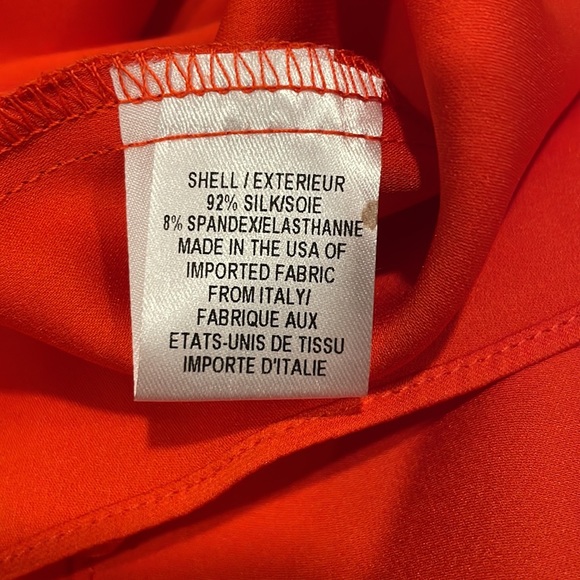 SHELL / EXTERIEUR
92% SILK/SOIE
8% SPANDEX/ELASTHANNE
MADE IN THE USA OF
IMPORTED FABRIC
FROM ITALY/
FABRIQUE AUX
ETATS-UNIS DE TISSU
IMPORTE D'ITALIE